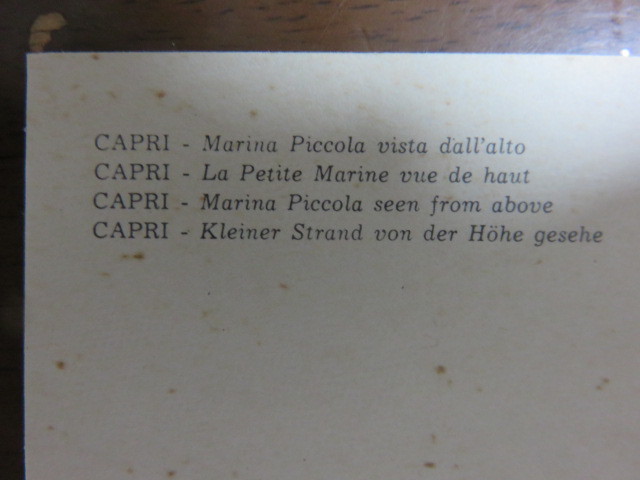 CAPRI - Marina Piccola vista dall'alto
CAPRI - La Petite Marine vue de haut
CAPRI - Marina Piccola seen from above
CAPRI - Kleiner Strand von der Höhe gesehe